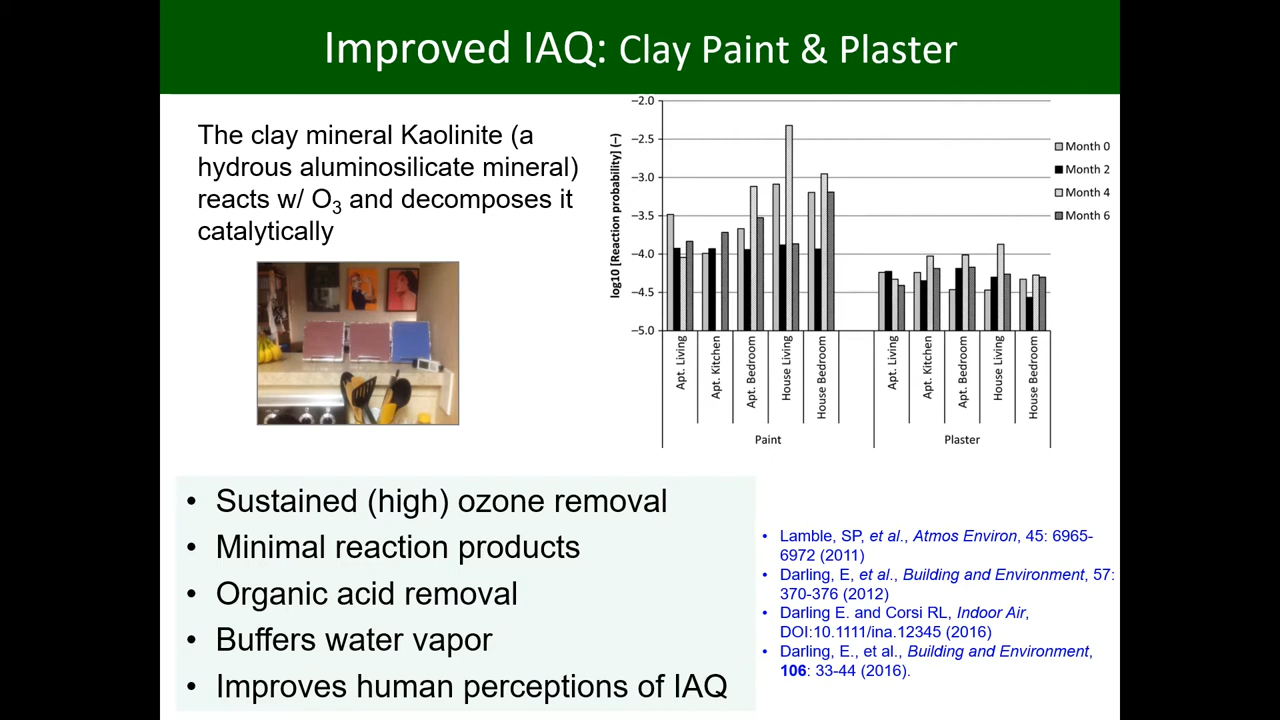 Improved IAQ: Clay Paint & Plaster
The clay mineral Kaolinite (a
hydrous aluminosilicate mineral)
reacts w/ O3 and decomposes it
catalytically
log10 [Reaction probability] (–)
–2.0
–2.5
–3.0
–3.5
–4.0
–4.5
–5.0
Month 0
Month 2
Month 4
Month 6
Apt. Living
Apt. Kitchen
Apt. Bedroom
House Living
House Bedroom
Apt. Living
Apt. Kitchen
Apt. Bedroom
House Living
House Bedroom
Paint
Plaster
• Sustained (high) ozone removal
• Minimal reaction products
• Organic acid removal
• Buffers water vapor
• Improves human perceptions of IAQ
• Lamble, SP, et al., Atmos Environ, 45: 6965-
6972 (2011)
• Darling, E, et al., Building and Environment, 57:
370-376 (2012)
• Darling E. and Corsi RL, Indoor Air,
DOI:10.1111/ina.12345 (2016)
• Darling, E., et al., Building and Environment,
106: 33-44 (2016).